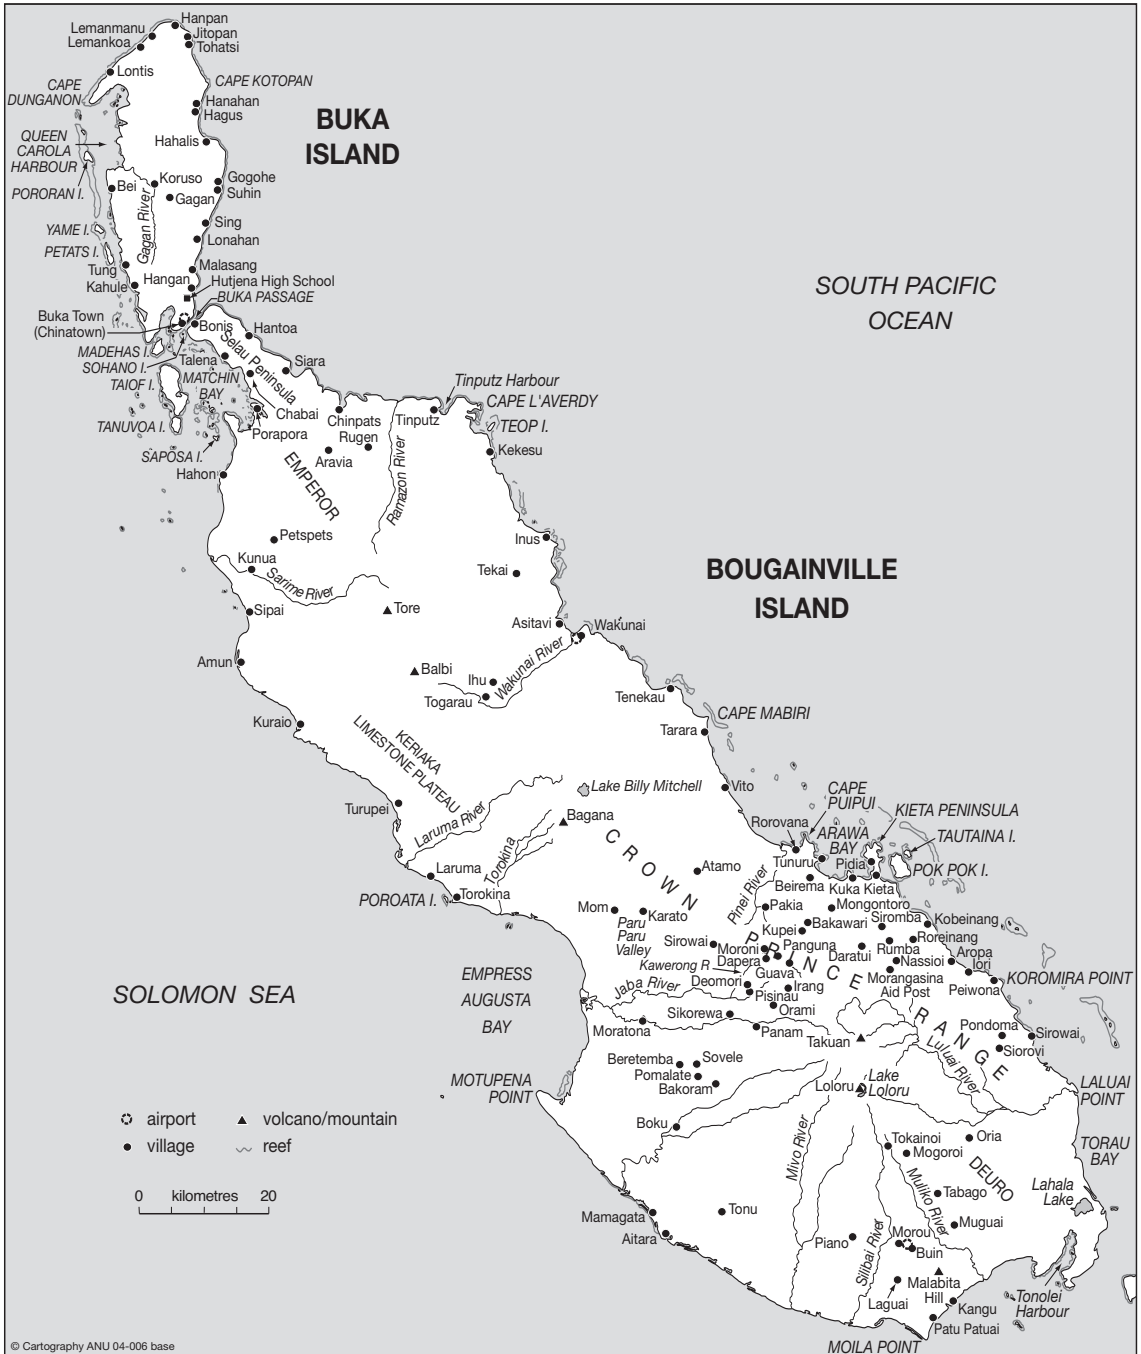 Hanpan
Lemanmanu
Jitopan
Lemankoa
Tohatsi
Lontis
CAPE KOTOPAN
CAPE
DUNGANON
Hanahan
Hagus
BUKA
ISLAND
QUEEN
CAROLA
HARBOUR
Hahalis
PORORAN I.
Bei
Koruso
Gogohe
Suhin
Gagan
Gagan River
YAME I.
Sing
PETATS I.
Lonahan
Tung
Malasang
Kahule
Hangan
Hutjena High School
BUKA PASSAGE
SOUTH PACIFIC
OCEAN
Buka Town
(Chinatown)
Bonis
Hantoa
MADEHAS I.
SOHANO I.
Talena
Selau Peninsula
Siara
TAIOF I.
MATCHIN
BAY
Tinputz Harbour
CAPE L'AVERDY
Chabai
TANUVOA I.
Porapora
Chinpats
Tinputz
TEOP I.
Rugen
SAPOSA I.
Aravia
Kekesu
Hahon
EMPEROR
Ramazon River
Petspets
Inus
Kunua
Tekai
BOUGAINVILLE
ISLAND
Sarime River
Sipai
Tore
Asitavi
Wakunai
Amun
Balbi
Ihu
Wakunai River
Togarau
Tenekau
CAPE MABIRI
Kuraio
Tarara
KERIAKA
LIMESTONE PLATEAU
Lake Billy Mitchell
Vito
CAPE
PUIPUI
Turupei
KIETA PENINSULA
Laruma River
Bagana
Rorovana
ARAWA
BAY
TAUTAINA I.
Torokina
CROWN
Tunuru
Pidia
Laruma
Atamo
POK POK I.
Pinei River
Beirema
Kuka
Kieta
POROATA I.
Torokina
Mom
Karato
Pakia
Mongontoro
Paru
Paru
Valley
Bakawari
Siromba
Kobeinang
Kupei
Sirowai
PRINCE
Roreinang
Moroni
Panguna
Rumba
Dapera
Daratui
Nassioi
Aropa
Iori
Kawerong R
Guava
EMPRESS
AUGUSTA
BAY
Deomori
Morangasina
Aid Post
KOROMIRA POINT
Jaba River
Irang
Peiwona
SOLOMON SEA
Pisinau
Orami
Sikorewa
RANGE
Moratona
Panam
Takuan
Pondoma
Sirowai
Siorovi
Luluai River
Beretemba
Sovele
Pomalate
MOTUPENA
POINT
Bakoram
Loloru
Lake
Loloru
LALUAI
POINT
airport
volcano/mountain
village
reef
Boku
Mivo River
Tokainoi
Oria
Mogoroi
TORAU
BAY
DEURO
0 kilometres 20
Muliko River
Tabago
Lahala
Lake
Mamagata
Tonu
Muguai
Aitara
Morou
Piano
Buin
Silibai River
Malabita
Hill
Laguai
Kangu
Tonolei
Harbour
Patu Patuai
MOILA POINT
© Cartography ANU 04-006 base